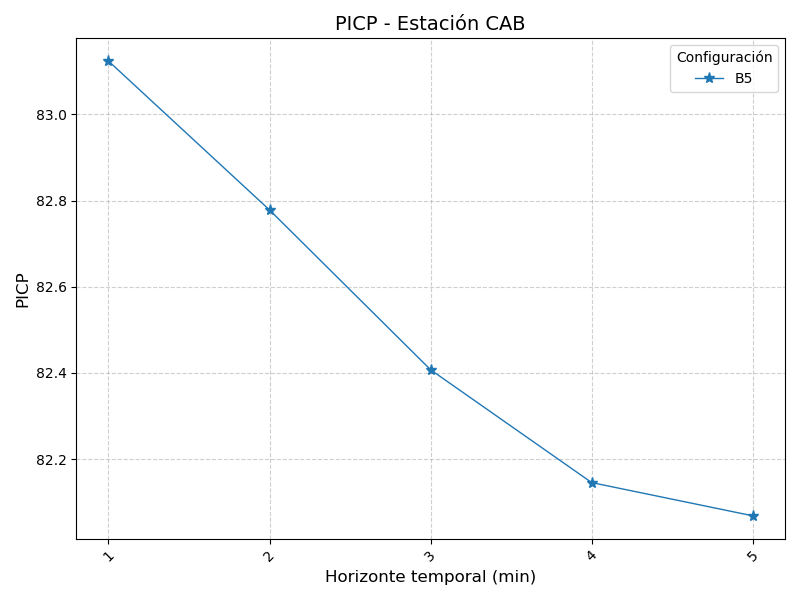 PICP - Estación CAB
Configuración
B5
PICP
83.0
82.8
82.6
82.4
82.2
1
2
3
4
5
Horizonte temporal (min)